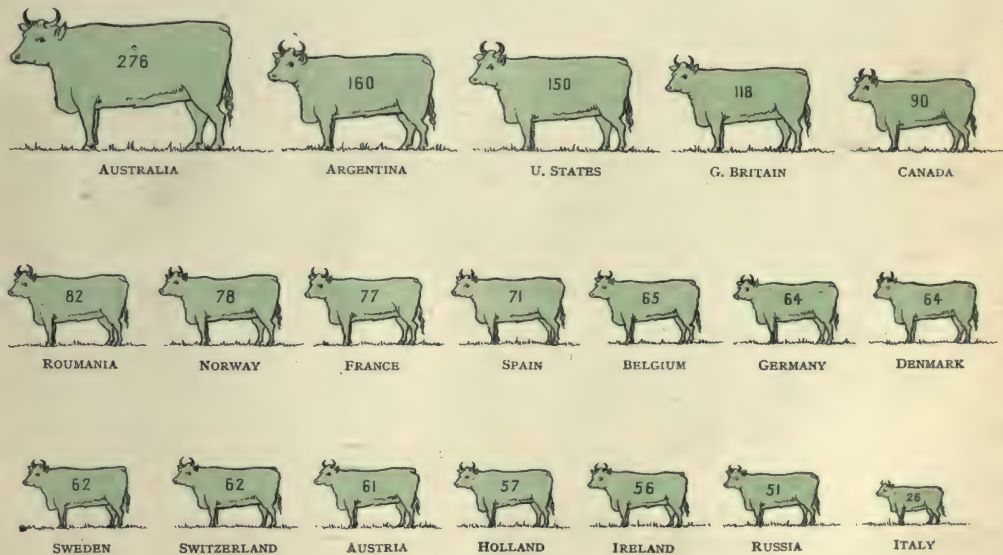 276 160 150 118 90
AUSTRALIA ARGENTINA U. STATES G. BRITAIN CANADA
82 78 77 71 65 64 64
ROUMANIA NORWAY FRANCE SPAIN BELGIUM GERMANY DENMARK
62 62 61 57 56 51 26
SWEDEN SWITZERLAND AUSTRIA HOLLAND IRELAND RUSSIA ITALY